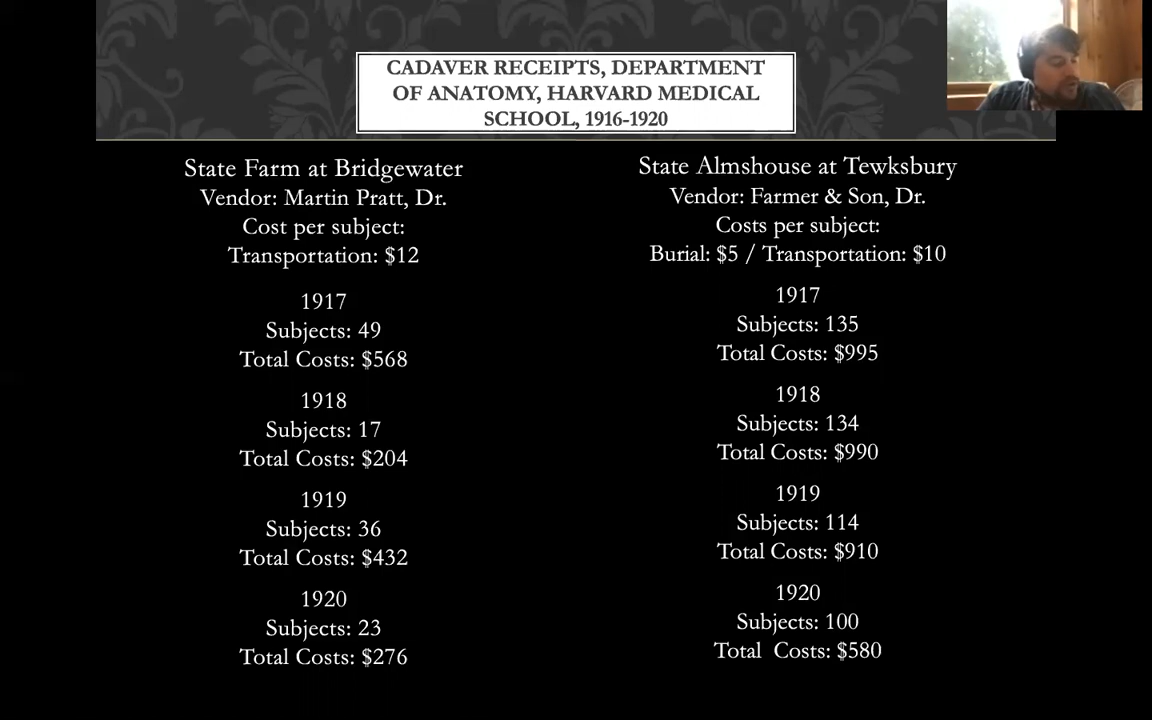 CADAVER RECEIPTS, DEPARTMENT
OF ANATOMY, HARVARD MEDICAL
SCHOOL, 1916-1920
State Farm at Bridgewater
Vendor: Martin Pratt, Dr.
Cost per subject:
Transportation: $12
1917
Subjects: 49
Total Costs: $568
1918
Subjects: 17
Total Costs: $204
1919
Subjects: 36
Total Costs: $432
1920
Subjects: 23
Total Costs: $276
State Almshouse at Tewksbury
Vendor: Farmer & Son, Dr.
Costs per subject:
Burial: $5 / Transportation: $10
1917
Subjects: 135
Total Costs: $995
1918
Subjects: 134
Total Costs: $990
1919
Subjects: 114
Total Costs: $910
1920
Subjects: 100
Total Costs: $580